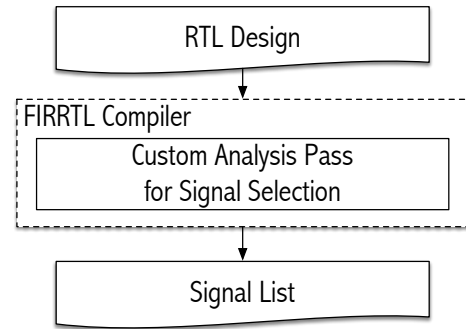 RTL Design
FIRRTL Compiler
Custom Analysis Pass
for Signal Selection
Signal List